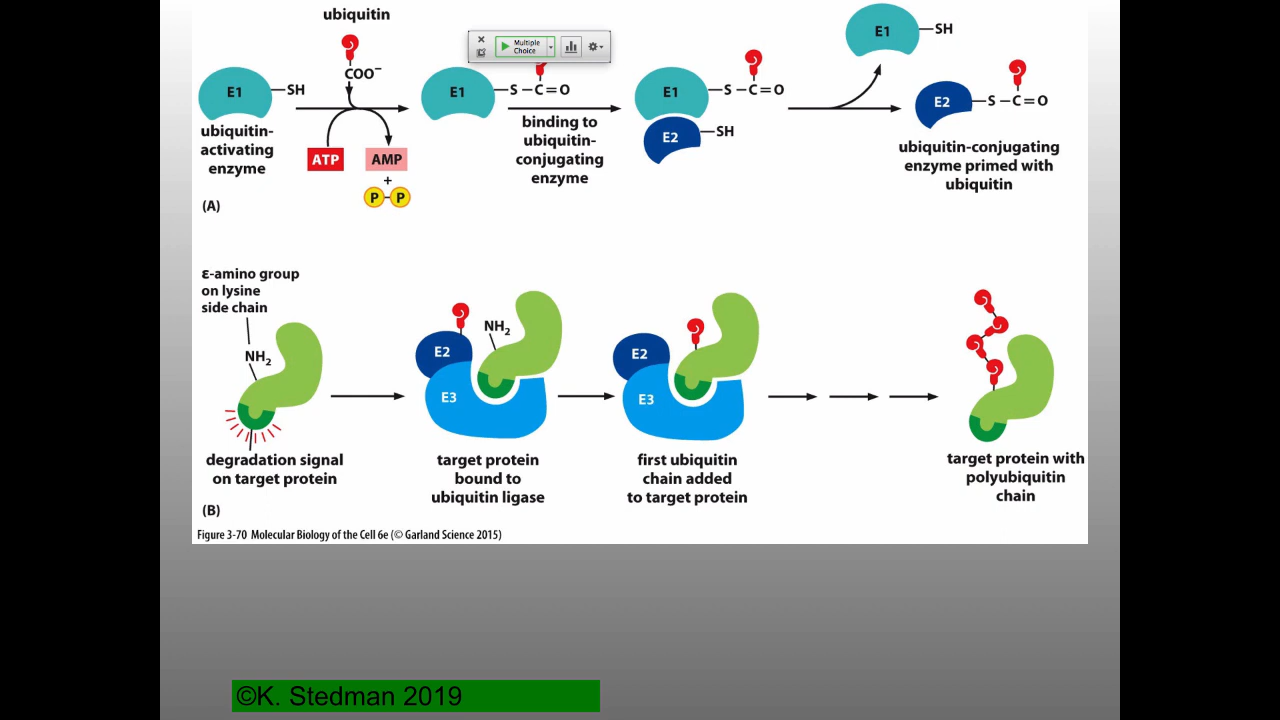 ubiquitin
Multiple
Choice
COO⁻
E1
SH
E1
S – C = O
E1
S – C = O
E2
SH
E1
SH
E2
S – C = O
ubiquitin-
activating
enzyme
ATP
AMP
+
P P
binding to
ubiquitin-
conjugating
enzyme
ubiquitin-conjugating
enzyme primed with
ubiquitin
(A)
ε-amino group
on lysine
side chain
NH₂
degradation signal
on target protein
E2
NH₂
E3
target protein
bound to
ubiquitin ligase
E2
E3
first ubiquitin
chain added
to target protein
target protein with
polyubiquitin
chain
(B)
Figure 3-70 Molecular Biology of the Cell 6e (© Garland Science 2015)
©K. Stedman 2019